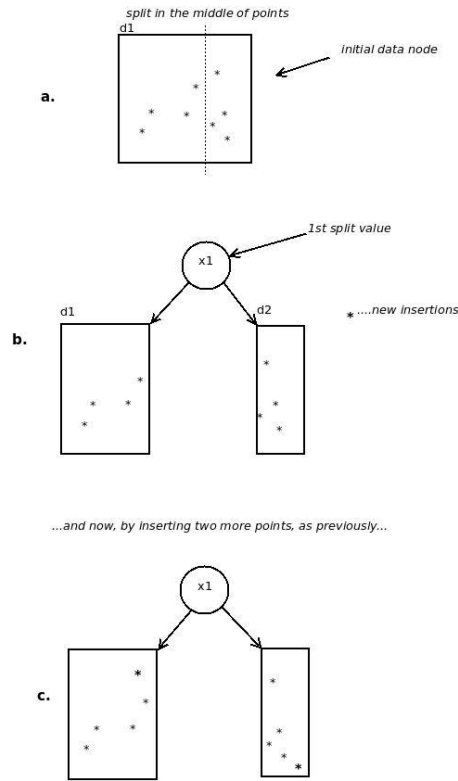 split in the middle of points
d1
initial data node
a.
1st split value
x1
d1
d2
* ....new insertions
b.
...and now, by inserting two more points, as previously...
x1
c.